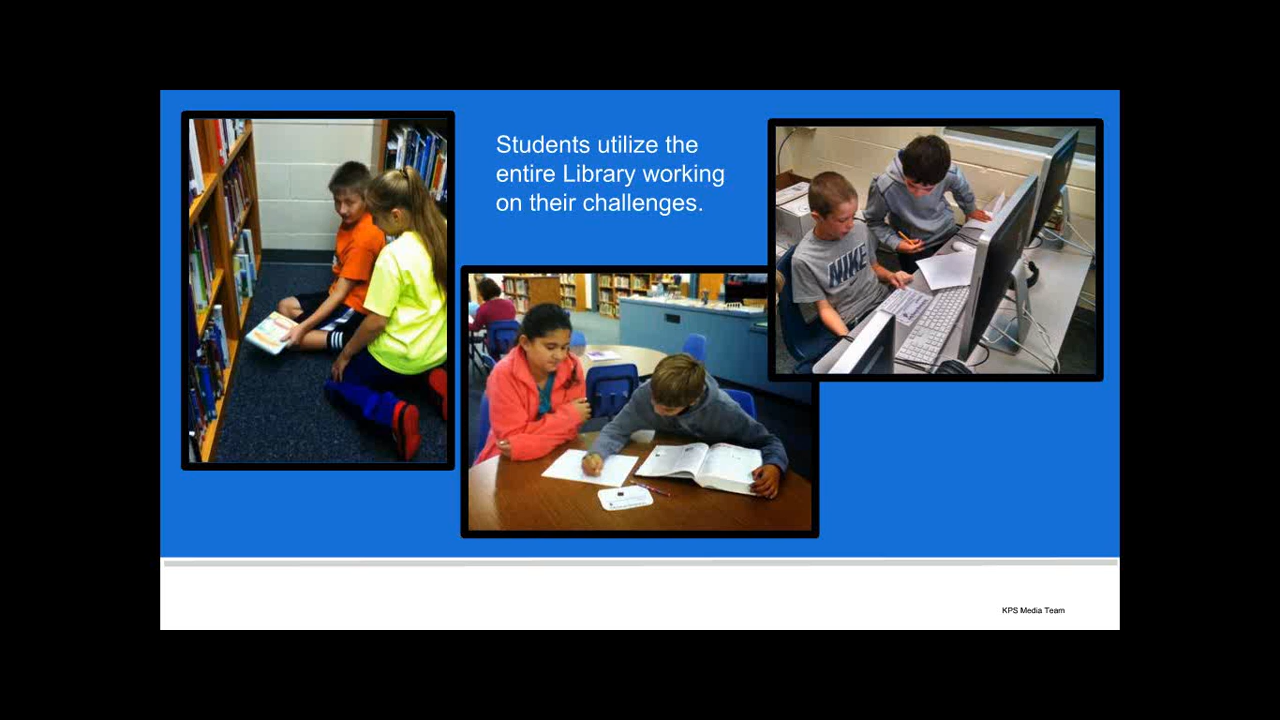 Students utilize the
entire Library working
on their challenges.
NIKE
KPS Media Team